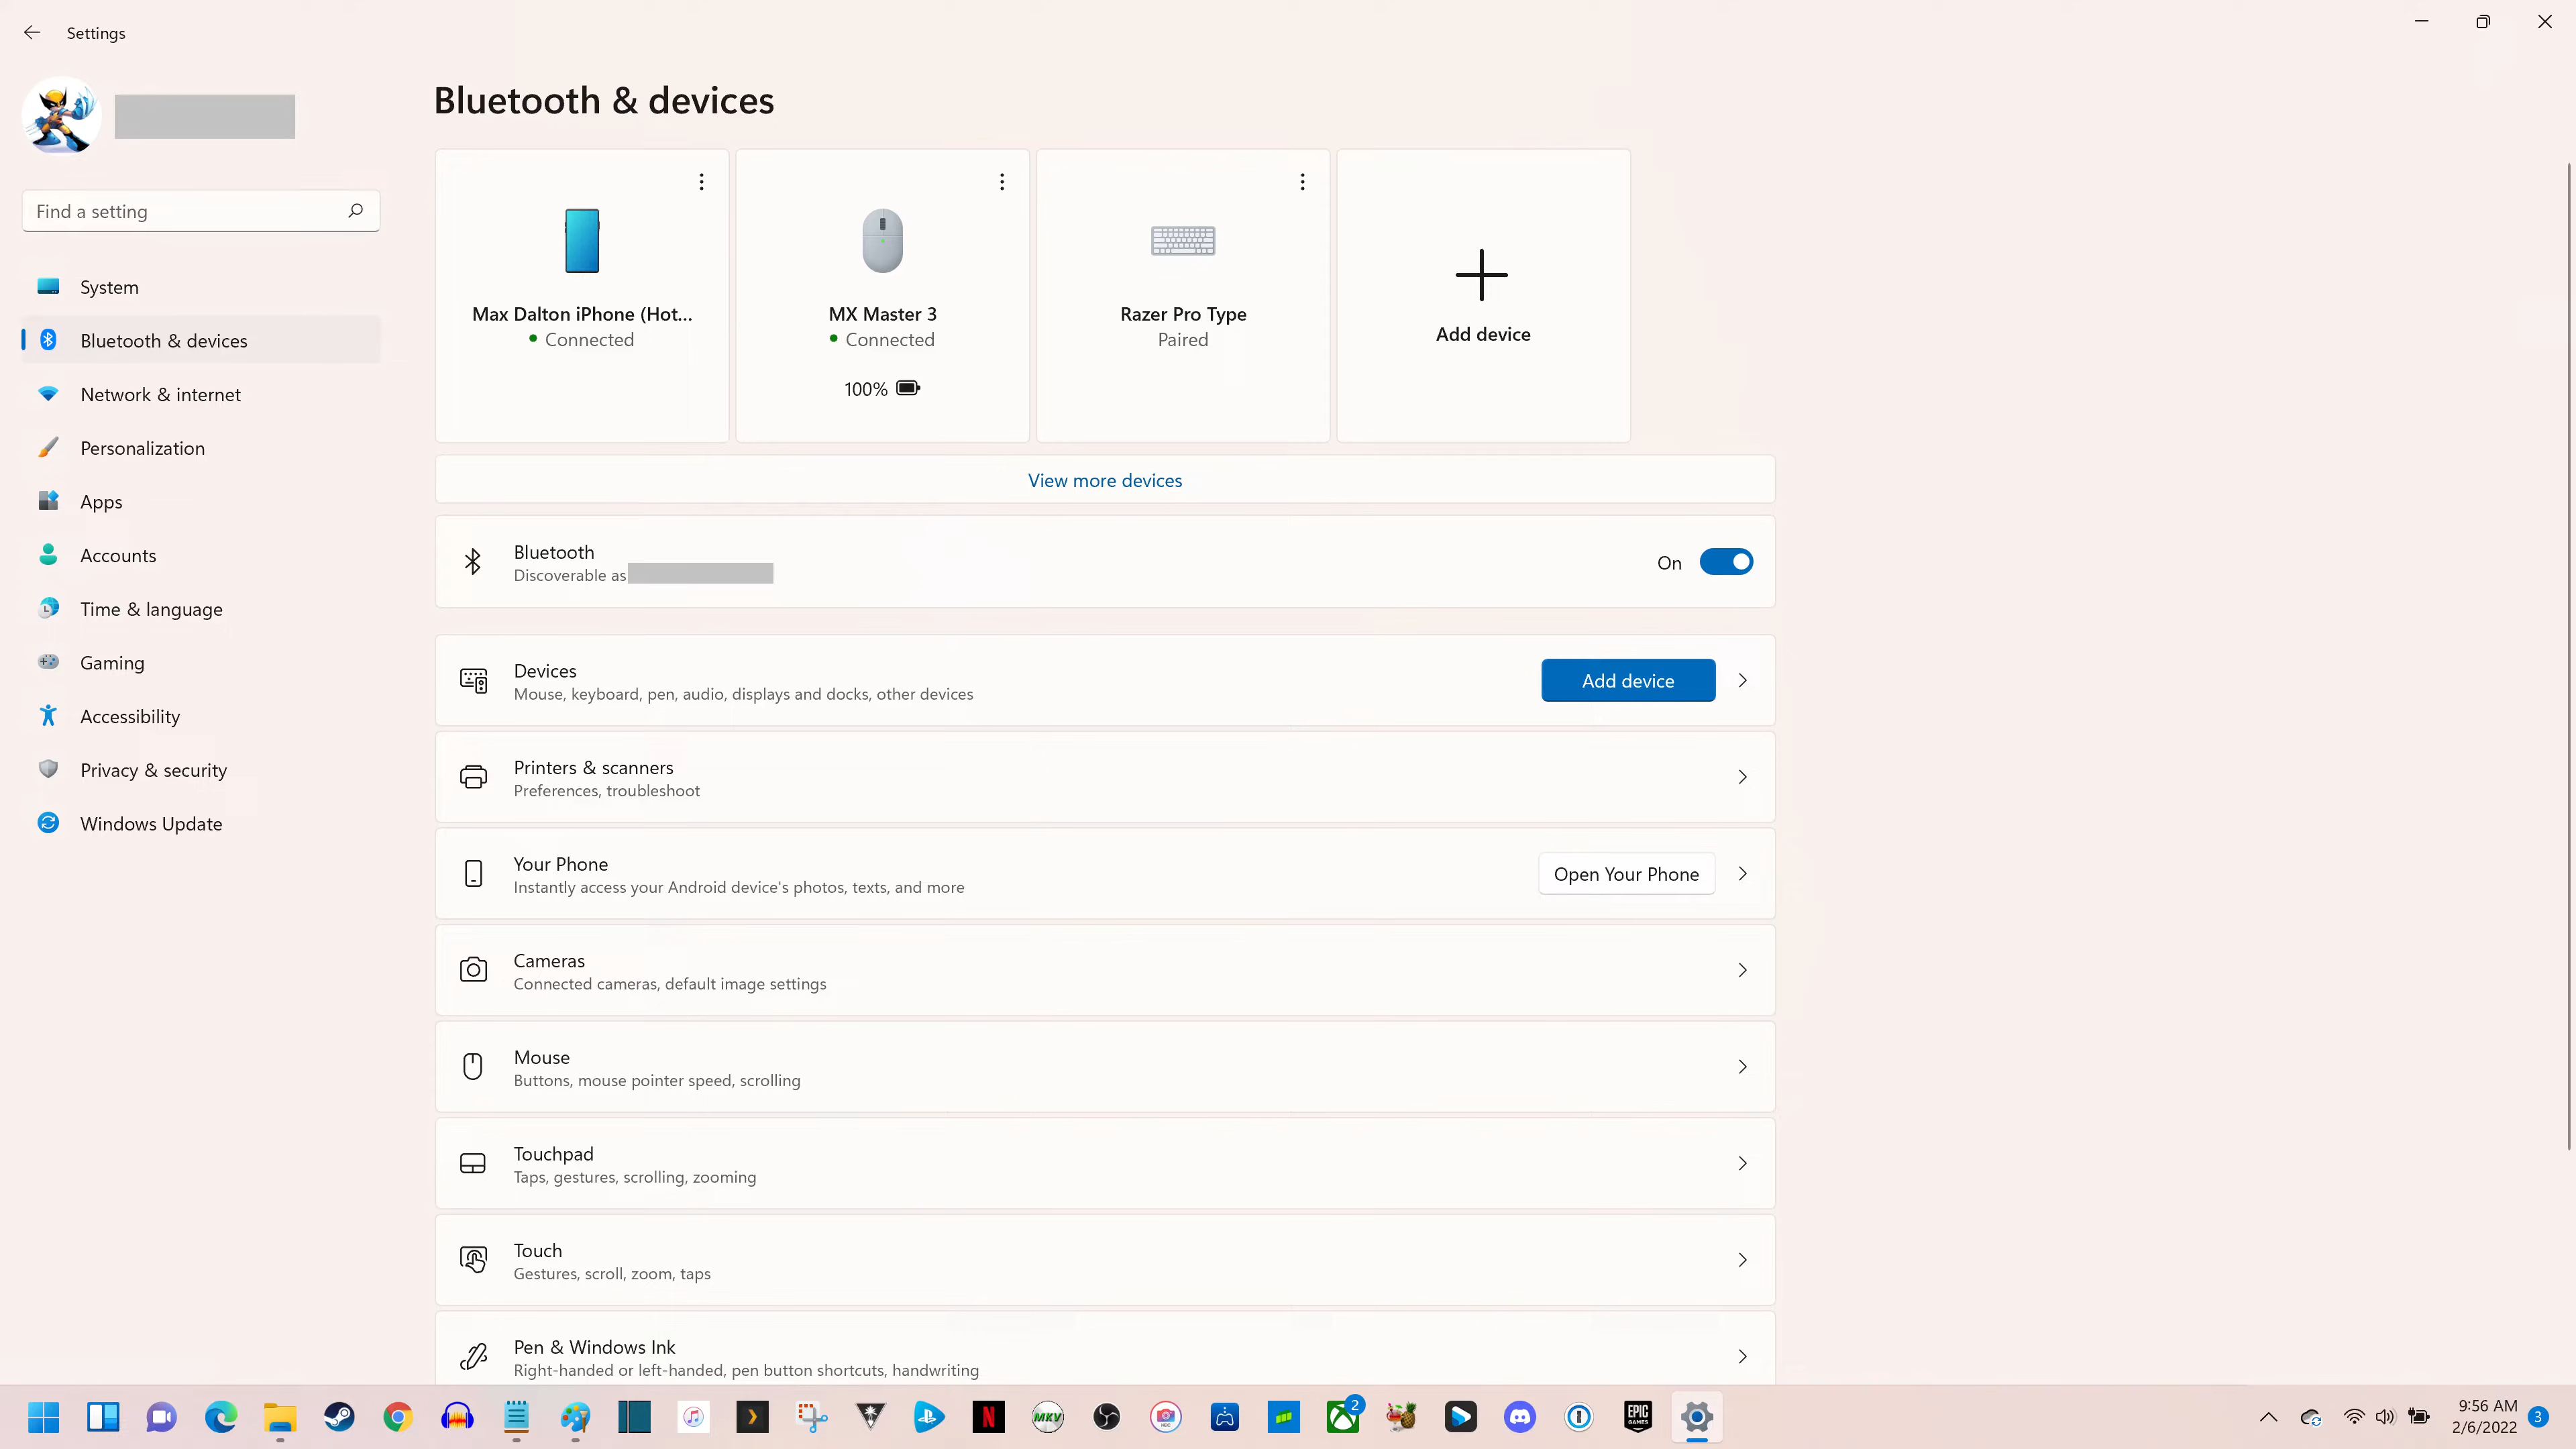 Settings
Bluetooth & devices
Find a setting
System
Bluetooth & devices
Network & internet
Personalization
Apps
Accounts
Time & language
Gaming
Accessibility
Privacy & security
Windows Update
Max Dalton iPhone (Hot...
Connected
MX Master 3
Connected
100%
Razer Pro Type
Paired
Add device
View more devices
Bluetooth
Discoverable as
On
Devices
Mouse, keyboard, pen, audio, displays and docks, other devices
Add device
Printers & scanners
Preferences, troubleshoot
Your Phone
Instantly access your Android device's photos, texts, and more
Open Your Phone
Cameras
Connected cameras, default image settings
Mouse
Buttons, mouse pointer speed, scrolling
Touchpad
Taps, gestures, scrolling, zooming
Touch
Gestures, scroll, zoom, taps
Pen & Windows Ink
Right-handed or left-handed, pen button shortcuts, handwriting
N
MKV
2
EPIC
GAMES
9:56 AM
2/6/2022
3